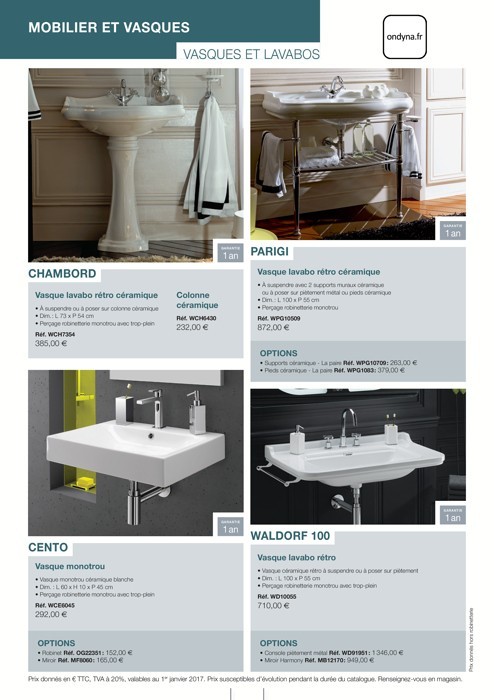 MOBILIER ET VASQUES
VASQUES ET LAVABOS
ondyna.fr
GARANTIE
1 an
CHAMBORD
Vasque lavabo rétro céramique
• À suspendre ou à poser sur colonne céramique
• Dim. : L 73 x P 54 cm
• Perçage robinetterie monotrou avec trop-plein
Réf. WCH7354
385,00 €
Colonne
céramique
Réf. WCH6430
232,00 €
GARANTIE
1 an
PARIGI
Vasque lavabo rétro céramique
• À suspendre avec 2 supports muraux céramique
ou à poser sur piètement métal ou pieds céramique
• Dim. : L 100 x P 55 cm
• Perçage robinetterie monotrou
Réf. WPG10509
872,00 €
OPTIONS
• Supports céramique - La paire Réf. WPG10709 : 263,00 €
• Pieds céramique - La paire Réf. WPG1083 : 379,00 €
GARANTIE
1 an
CENTO
Vasque monotrou
• Vasque monotrou céramique blanche
• Dim. : L 60 x H 10 x P 45 cm
• Perçage robinetterie monotrou avec trop-plein
Réf. WCE6045
292,00 €
OPTIONS
• Robinet Réf. OG22351 : 152,00 €
• Miroir Réf. MF8060 : 165,00 €
GARANTIE
1 an
WALDORF 100
Vasque lavabo rétro
• Vasque céramique rétro à suspendre ou à poser sur piètement
• Dim. : L 100 x P 55 cm
• Perçage robinetterie monotrou avec trop-plein
Réf. WD10055
710,00 €
OPTIONS
• Console piètement métal Réf. WD91951 : 1 346,00 €
• Miroir Harmony Réf. MB12170 : 949,00 €
Prix donnés hors robinetterie
Prix donnés en € TTC, TVA à 20%, valables au 1er janvier 2017. Prix susceptibles d'évolution pendant la durée du catalogue. Renseignez-vous en magasin.